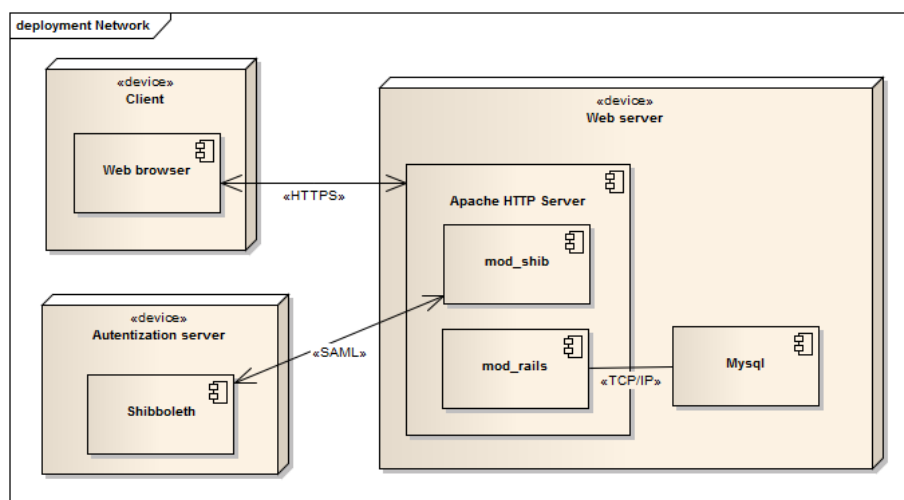 deployment Network
«device»
Client
Web browser
«HTTPS»
«device»
Web server
Apache HTTP Server
mod_shib
«device»
Autentization server
Shibboleth
«SAML»
mod_rails
«TCP/IP»
Mysql